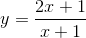 y = \frac{2x + 1}{x + 1}